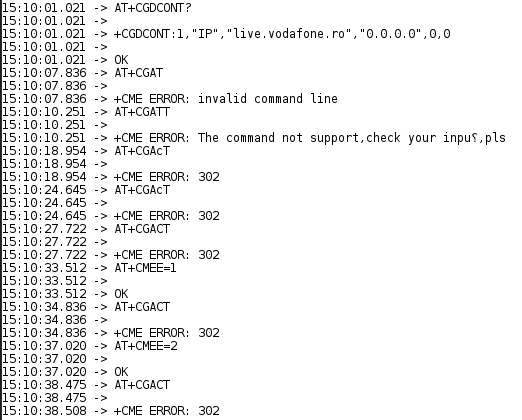 15:10:01.021 -> AT+CGDCONT?
15:10:01.021 ->
15:10:01.021 -> +CGDCONT:1,"IP","live.vodafone.ro","0.0.0.0",0,0
15:10:01.021 ->
15:10:01.021 -> OK
15:10:07.836 -> AT+CGAT
15:10:07.836 ->
15:10:07.836 -> +CME ERROR: invalid command line
15:10:10.251 -> AT+CGATT
15:10:10.251 ->
15:10:10.251 -> +CME ERROR: The command not support,check your inpu⸮,pls
15:10:18.954 -> AT+CGAcT
15:10:18.954 ->
15:10:18.954 -> +CME ERROR: 302
15:10:24.645 -> AT+CGAcT
15:10:24.645 ->
15:10:24.645 -> +CME ERROR: 302
15:10:27.722 -> AT+CGACT
15:10:27.722 ->
15:10:27.722 -> +CME ERROR: 302
15:10:33.512 -> AT+CMEE=1
15:10:33.512 ->
15:10:33.512 -> OK
15:10:34.836 -> AT+CGACT
15:10:34.836 ->
15:10:34.836 -> +CME ERROR: 302
15:10:37.020 -> AT+CMEE=2
15:10:37.020 ->
15:10:37.020 -> OK
15:10:38.475 -> AT+CGACT
15:10:38.475 ->
15:10:38.508 -> +CME ERROR: 302